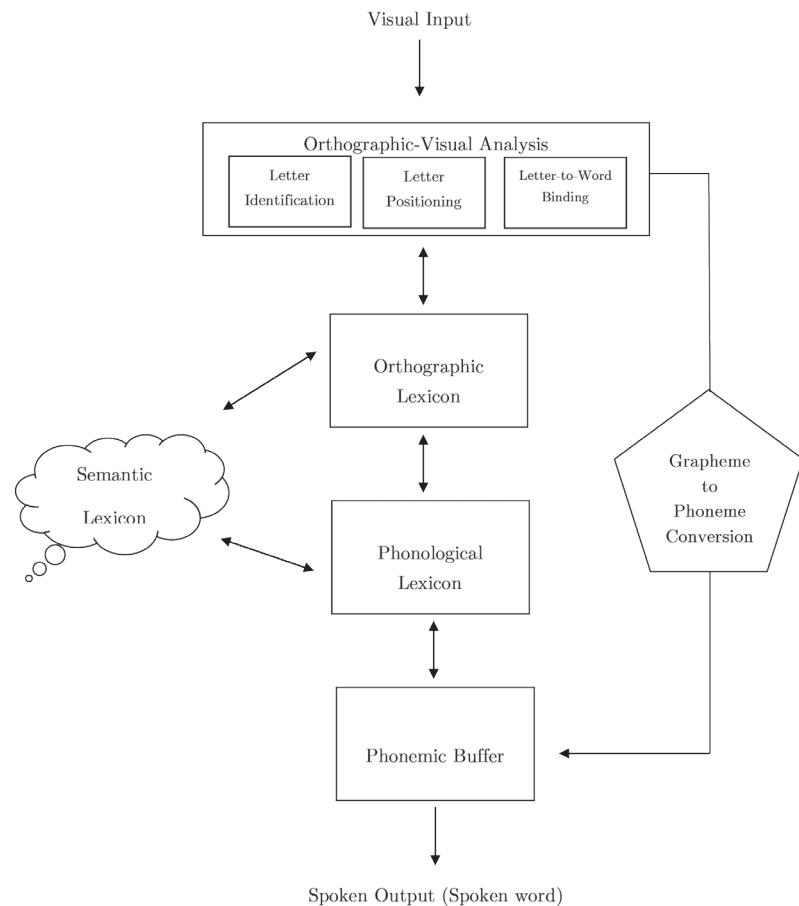 Visual Input
Orthographic-Visual Analysis
Letter
Identification
Letter
Positioning
Letter-to-Word
Binding
Orthographic
Lexicon
Semantic
Lexicon
Grapheme
to
Phoneme
Conversion
Phonological
Lexicon
Phonemic Buffer
Spoken Output (Spoken word)